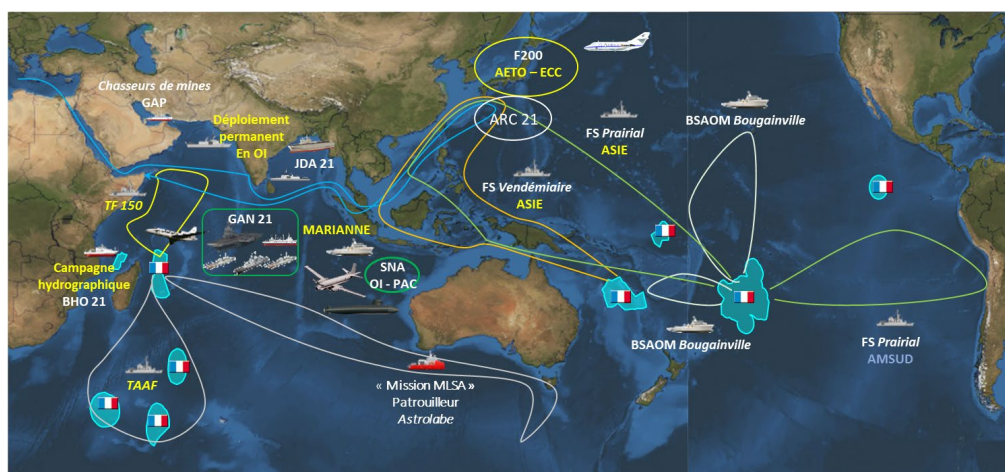 F200
AETO – ECC
Chasseurs de mines
GAP
Déploiement
permanent
En OI
JDA 21
ARC 21
FS Prairial
ASIE
BSAOM Bougainville
FS Vendémiaire
ASIE
TF 150
GAN 21
MARIANNE
SNA
OI - PAC
Campagne
hydrographique
BHO 21
BSAOM Bougainville
FS Prairial
AMSUD
TAAF
« Mission MLSA »
Patrouilleur
Astrolabe